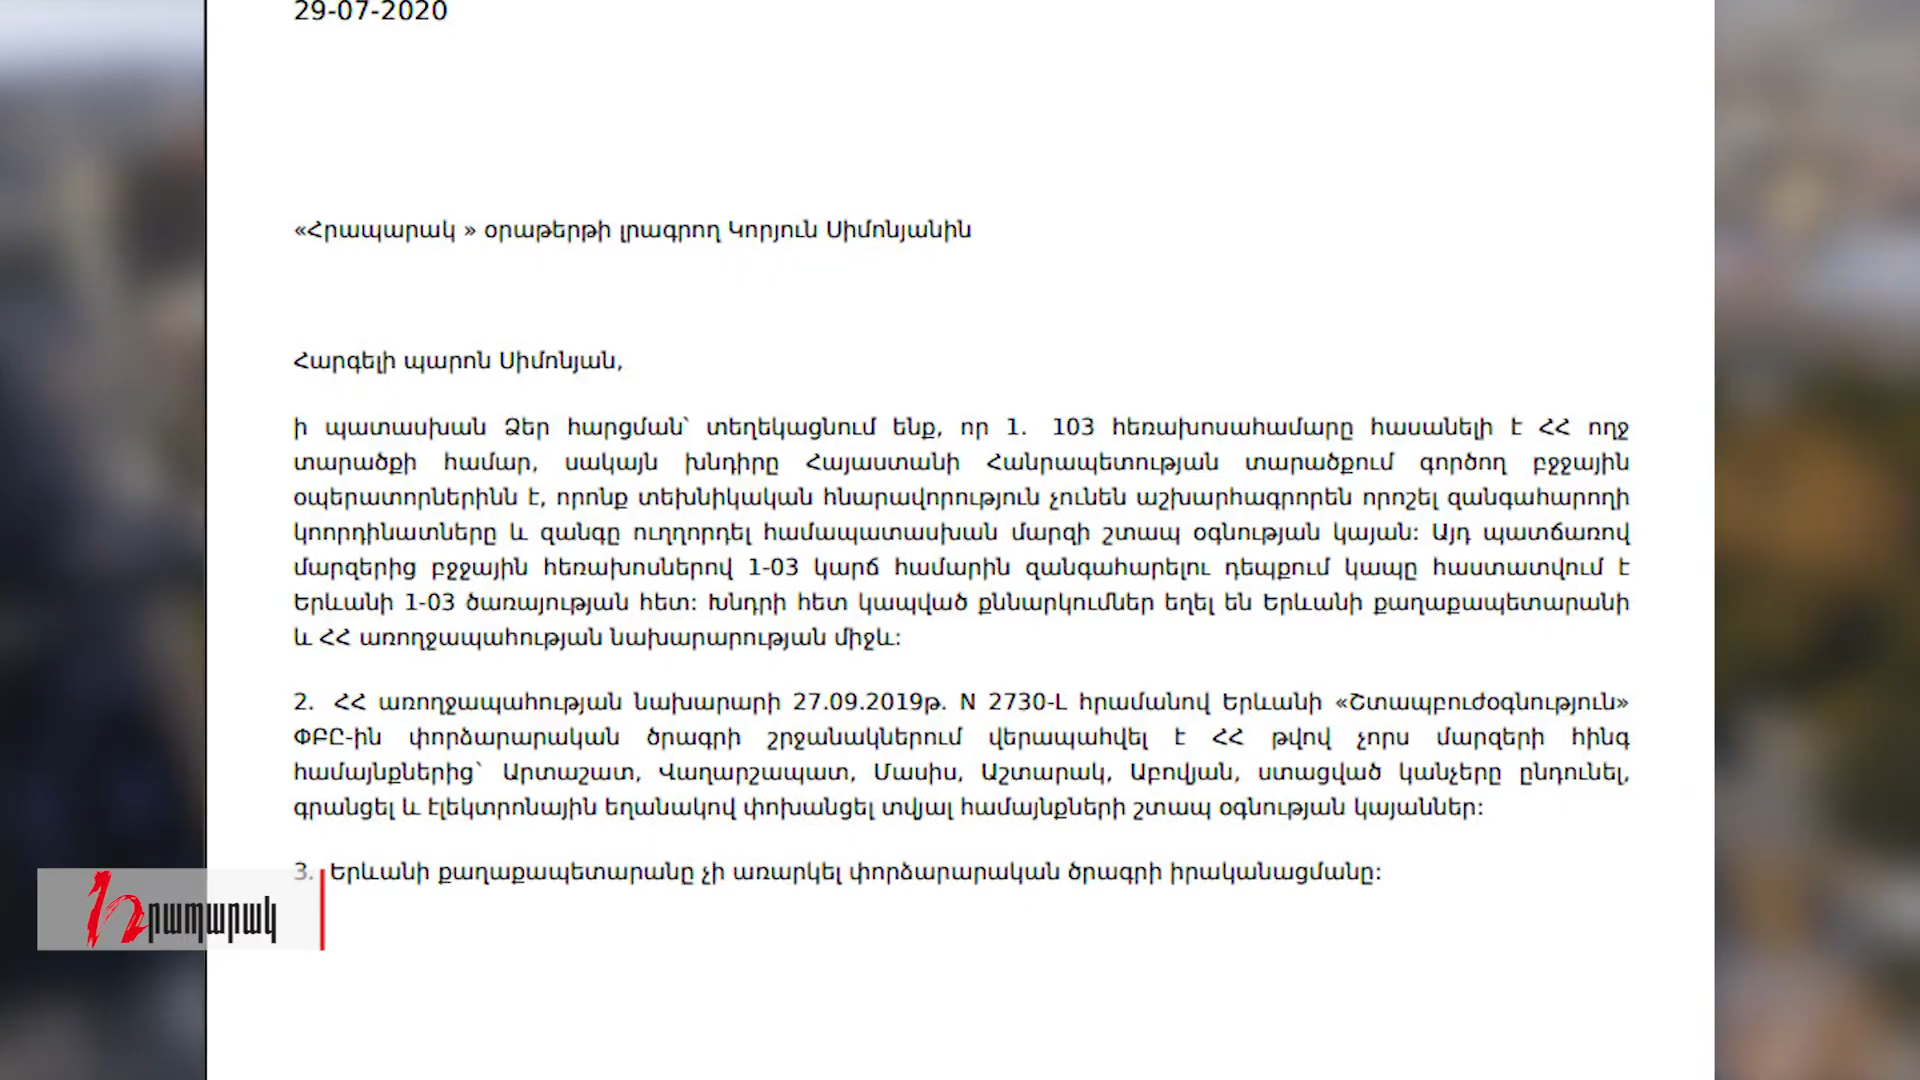 29-07-2020
«Հրապարակ » օրաթերթի լրագրող Կորյուն Սիմոնյանին
Հարգելի պարոն Սիմոնյան,
ի պատասխան Ձեր հարցման՝ տեղեկացնում ենք, որ 1. 103 հեռախոսահամարը հասանելի է ՀՀ ողջ
տարածքի համար, սակայն խնդիրը Հայաստանի Հանրապետության տարածքում գործող բջջային
օպերատորներինն է, որոնք տեխնիկական հնարավորություն չունեն աշխարհագրորեն որոշել զանգահարողի
կոորդինատները և զանգը ուղղորդել համապատասխան մարզի շտապ օգնության կայան: Այդ պատճառով
մարզերից բջջային հեռախոսներով 1-03 կարճ համարին զանգահարելու դեպքում կապը հաստատվում է
Երևանի 1-03 ծառայության հետ: Խնդրի հետ կապված քննարկումներ եղել են Երևանի քաղաքապետարանի
և ՀՀ առողջապահության նախարարության միջև:
2. ՀՀ առողջապահության նախարարի 27.09.2019թ. N 2730-Լ հրամանով Երևանի «Շտապբուժօգնություն»
ՓԲԸ-ին փորձարարական ծրագրի շրջանակներում վերապահվել է ՀՀ թվով չորս մարզերի հինգ
համայնքներից` Արտաշատ, Վաղարշապատ, Մասիս, Աշտարակ, Աբովյան, ստացված կանչերը ընդունել,
գրանցել և էլեկտրոնային եղանակով փոխանցել տվյալ համայնքների շտապ օգնության կայաններ:
3. Երևանի քաղաքապետարանը չի առարկել փորձարարական ծրագրի իրականացմանը:
Հրապարակ